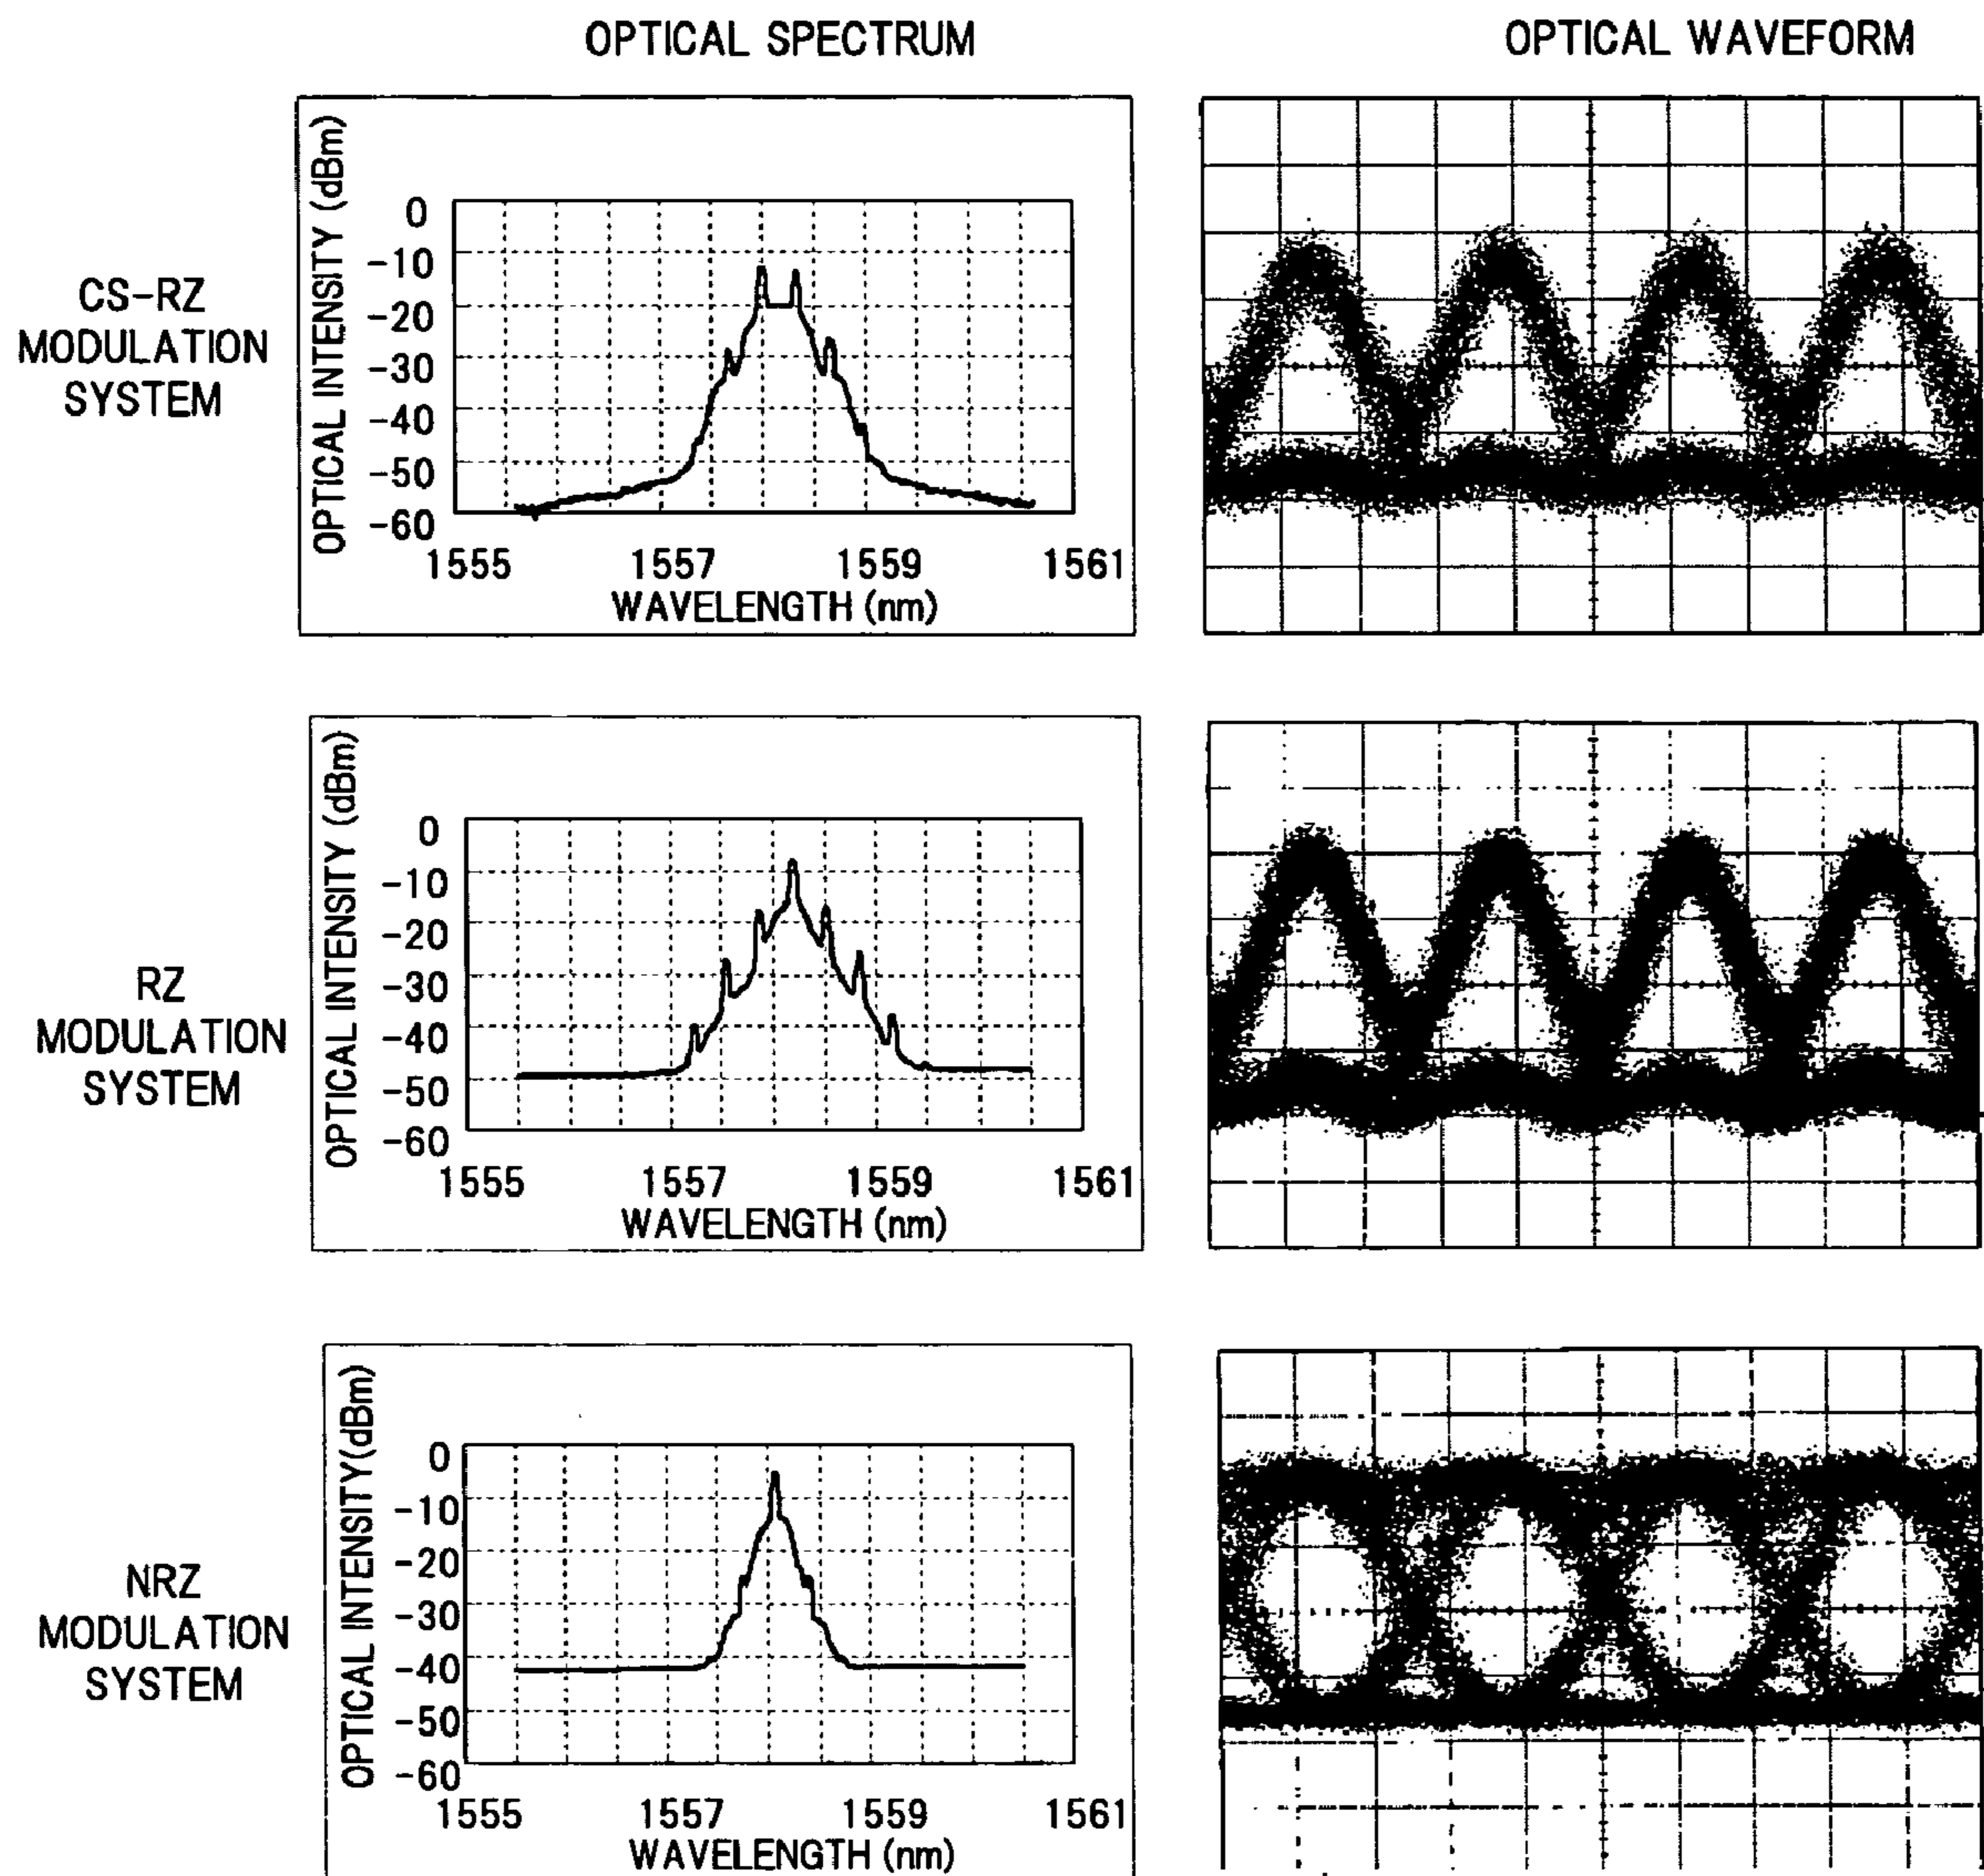 OPTICAL SPECTRUM
OPTICAL WAVEFORM
CS-RZ
MODULATION
SYSTEM
OPTICAL INTENSITY (dBm)
0
-10
-20
-30
-40
-50
-60
1555 1557 1559 1561
WAVELENGTH (nm)
RZ
MODULATION
SYSTEM
OPTICAL INTENSITY (dBm)
0
-10
-20
-30
-40
-50
-60
1555 1557 1559 1561
WAVELENGTH (nm)
NRZ
MODULATION
SYSTEM
OPTICAL INTENSITY(dBm)
0
-10
-20
-30
-40
-50
-60
1555 1557 1559 1561
WAVELENGTH (nm)